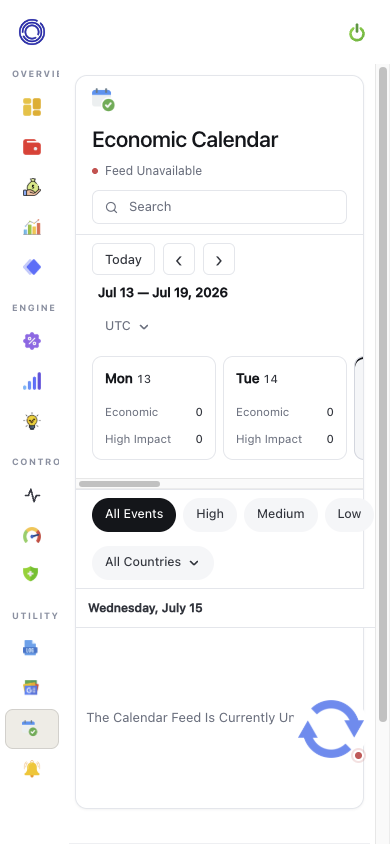 OVERVIE
Economic Calendar
Feed Unavailable
Search
Today
Jul 13 — Jul 19, 2026
UTC
ENGINE
Mon 13
Tue 14
Economic 0
Economic 0
High Impact 0
High Impact 0
CONTRO
All Events
High
Medium
Low
All Countries
Wednesday, July 15
UTILITY
The Calendar Feed Is Currently Un